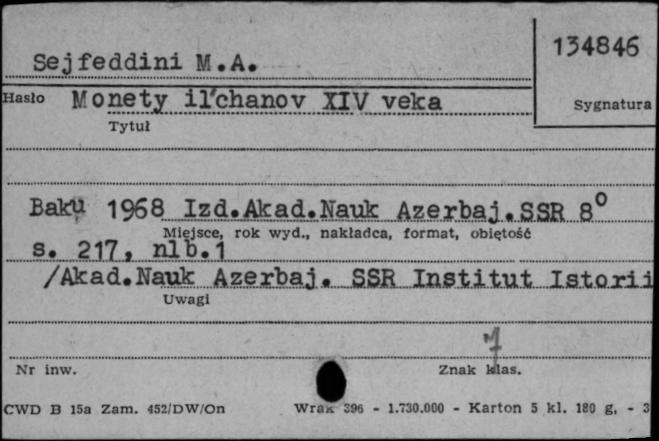 Sejfeddini M.A.
134846
Hasło Monety il'chanov XIV veka
Sygnatura
Tytuł
Baku 1968 Izd.Akad.Nauk Azerbaj.SSR 8°
Miejsce, rok wyd., nakładca, format, objętość
s. 217, nlb.1
/Akad.Nauk Azerbaj. SSR Institut Istorii
Uwagi
Nr inw.
Znak klas.
CWD B 15a Zam. 452/DW/On Wrak 396 - 1.730.000 - Karton 5 kl. 180 g. - 3